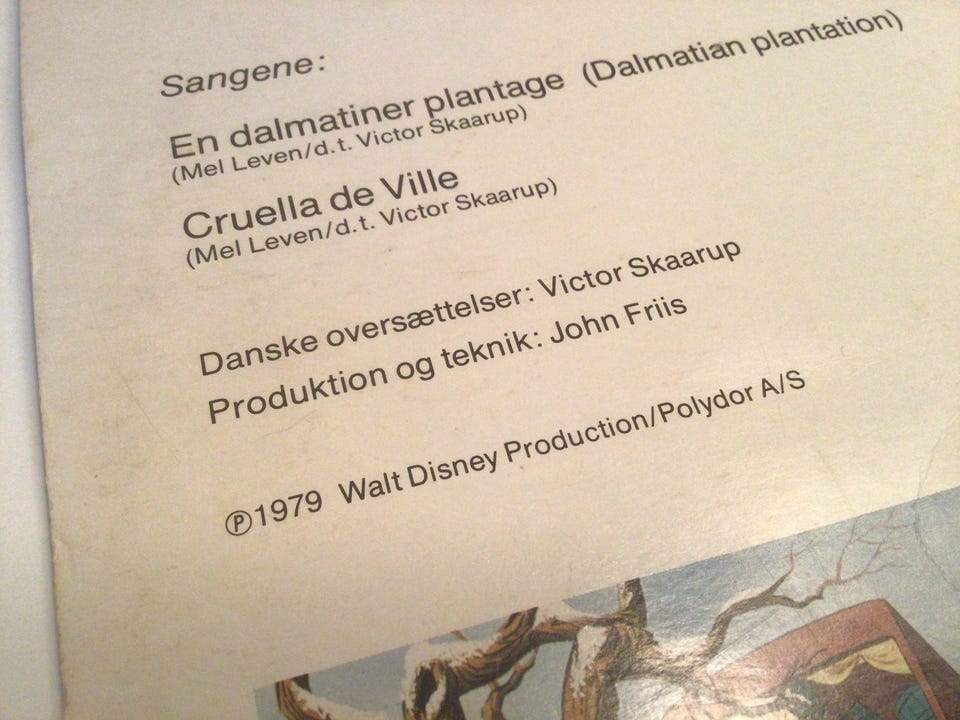 Sangene:
En dalmatiner plantage (Dalmatian plantation)
(Mel Leven/d.t. Victor Skaarup)
Cruella de Ville
(Mel Leven/d.t. Victor Skaarup)
Danske oversættelser: Victor Skaarup
Produktion og teknik: John Friis
℗1979 Walt Disney Production/Polydor A/S